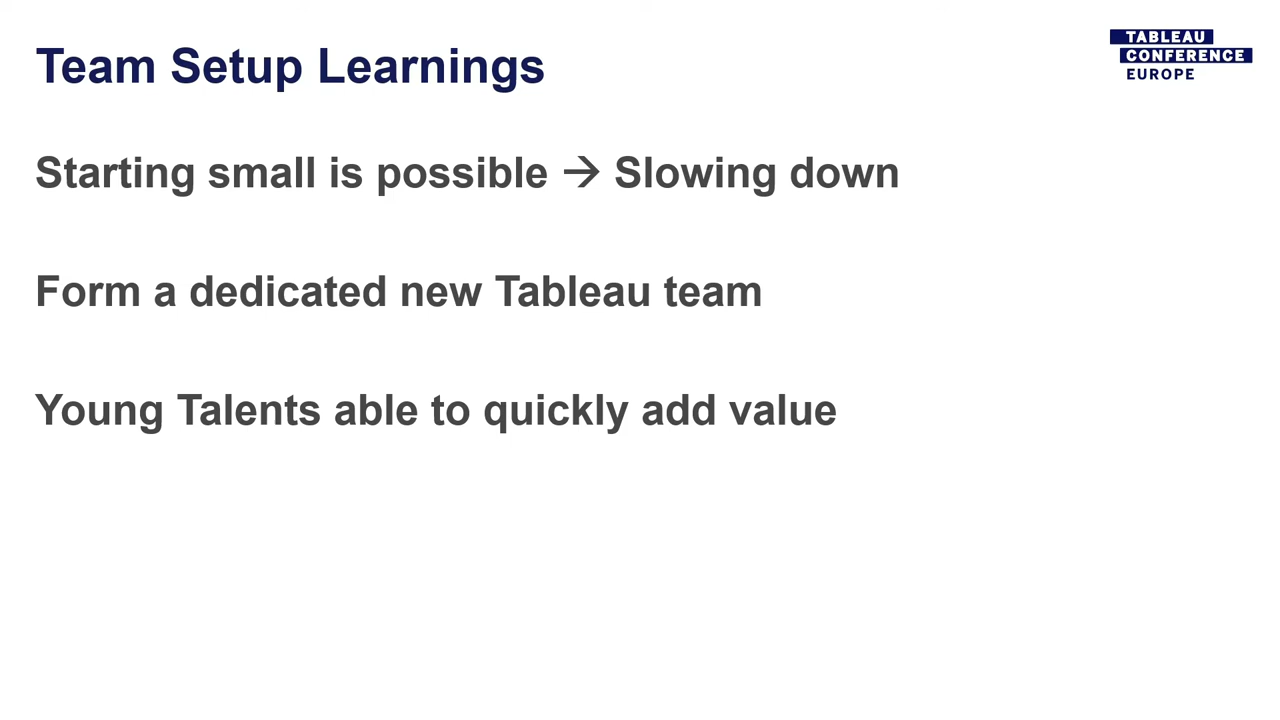 Team Setup Learnings
TABLEAU
CONFERENCE
EUROPE
Starting small is possible → Slowing down
Form a dedicated new Tableau team
Young Talents able to quickly add value